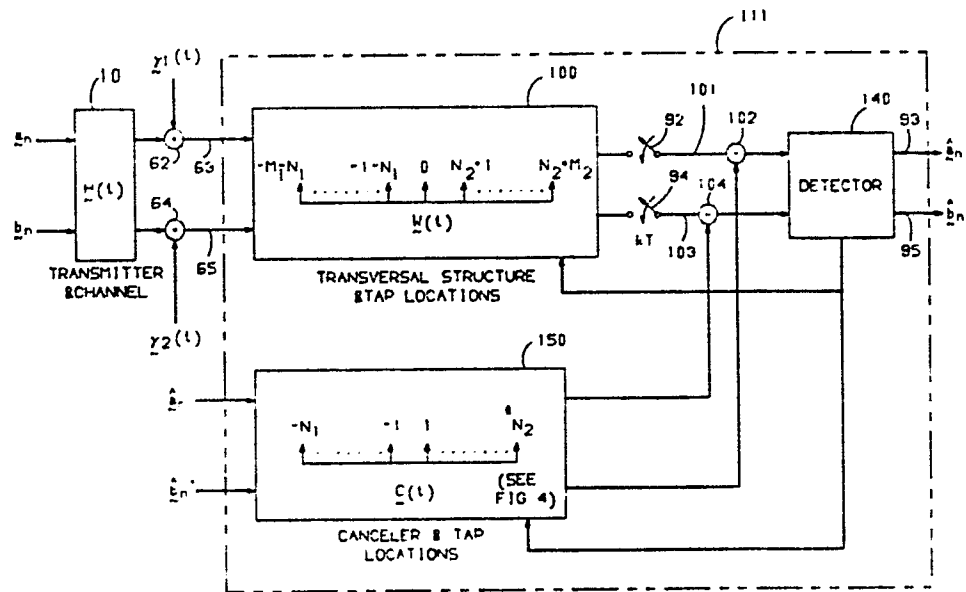 111
10
γ1(t)
100
101
102
140
93
92
a_n
62
63
-M₁-N₁ -1-N₁ 0 N₂+1 N₂+M₂
â_n
H(t)
64
94
104
DETECTOR
b_n
W(t)
kT
103
b̂_n
65
95
TRANSMITTER
&CHANNEL
TRANSVERSAL STRUCTURE
&TAP LOCATIONS
γ2(t)
150
-N₁ -1 1 N₂
C(t)
(SEE
FIG 4)
CANCELER & TAP
LOCATIONS